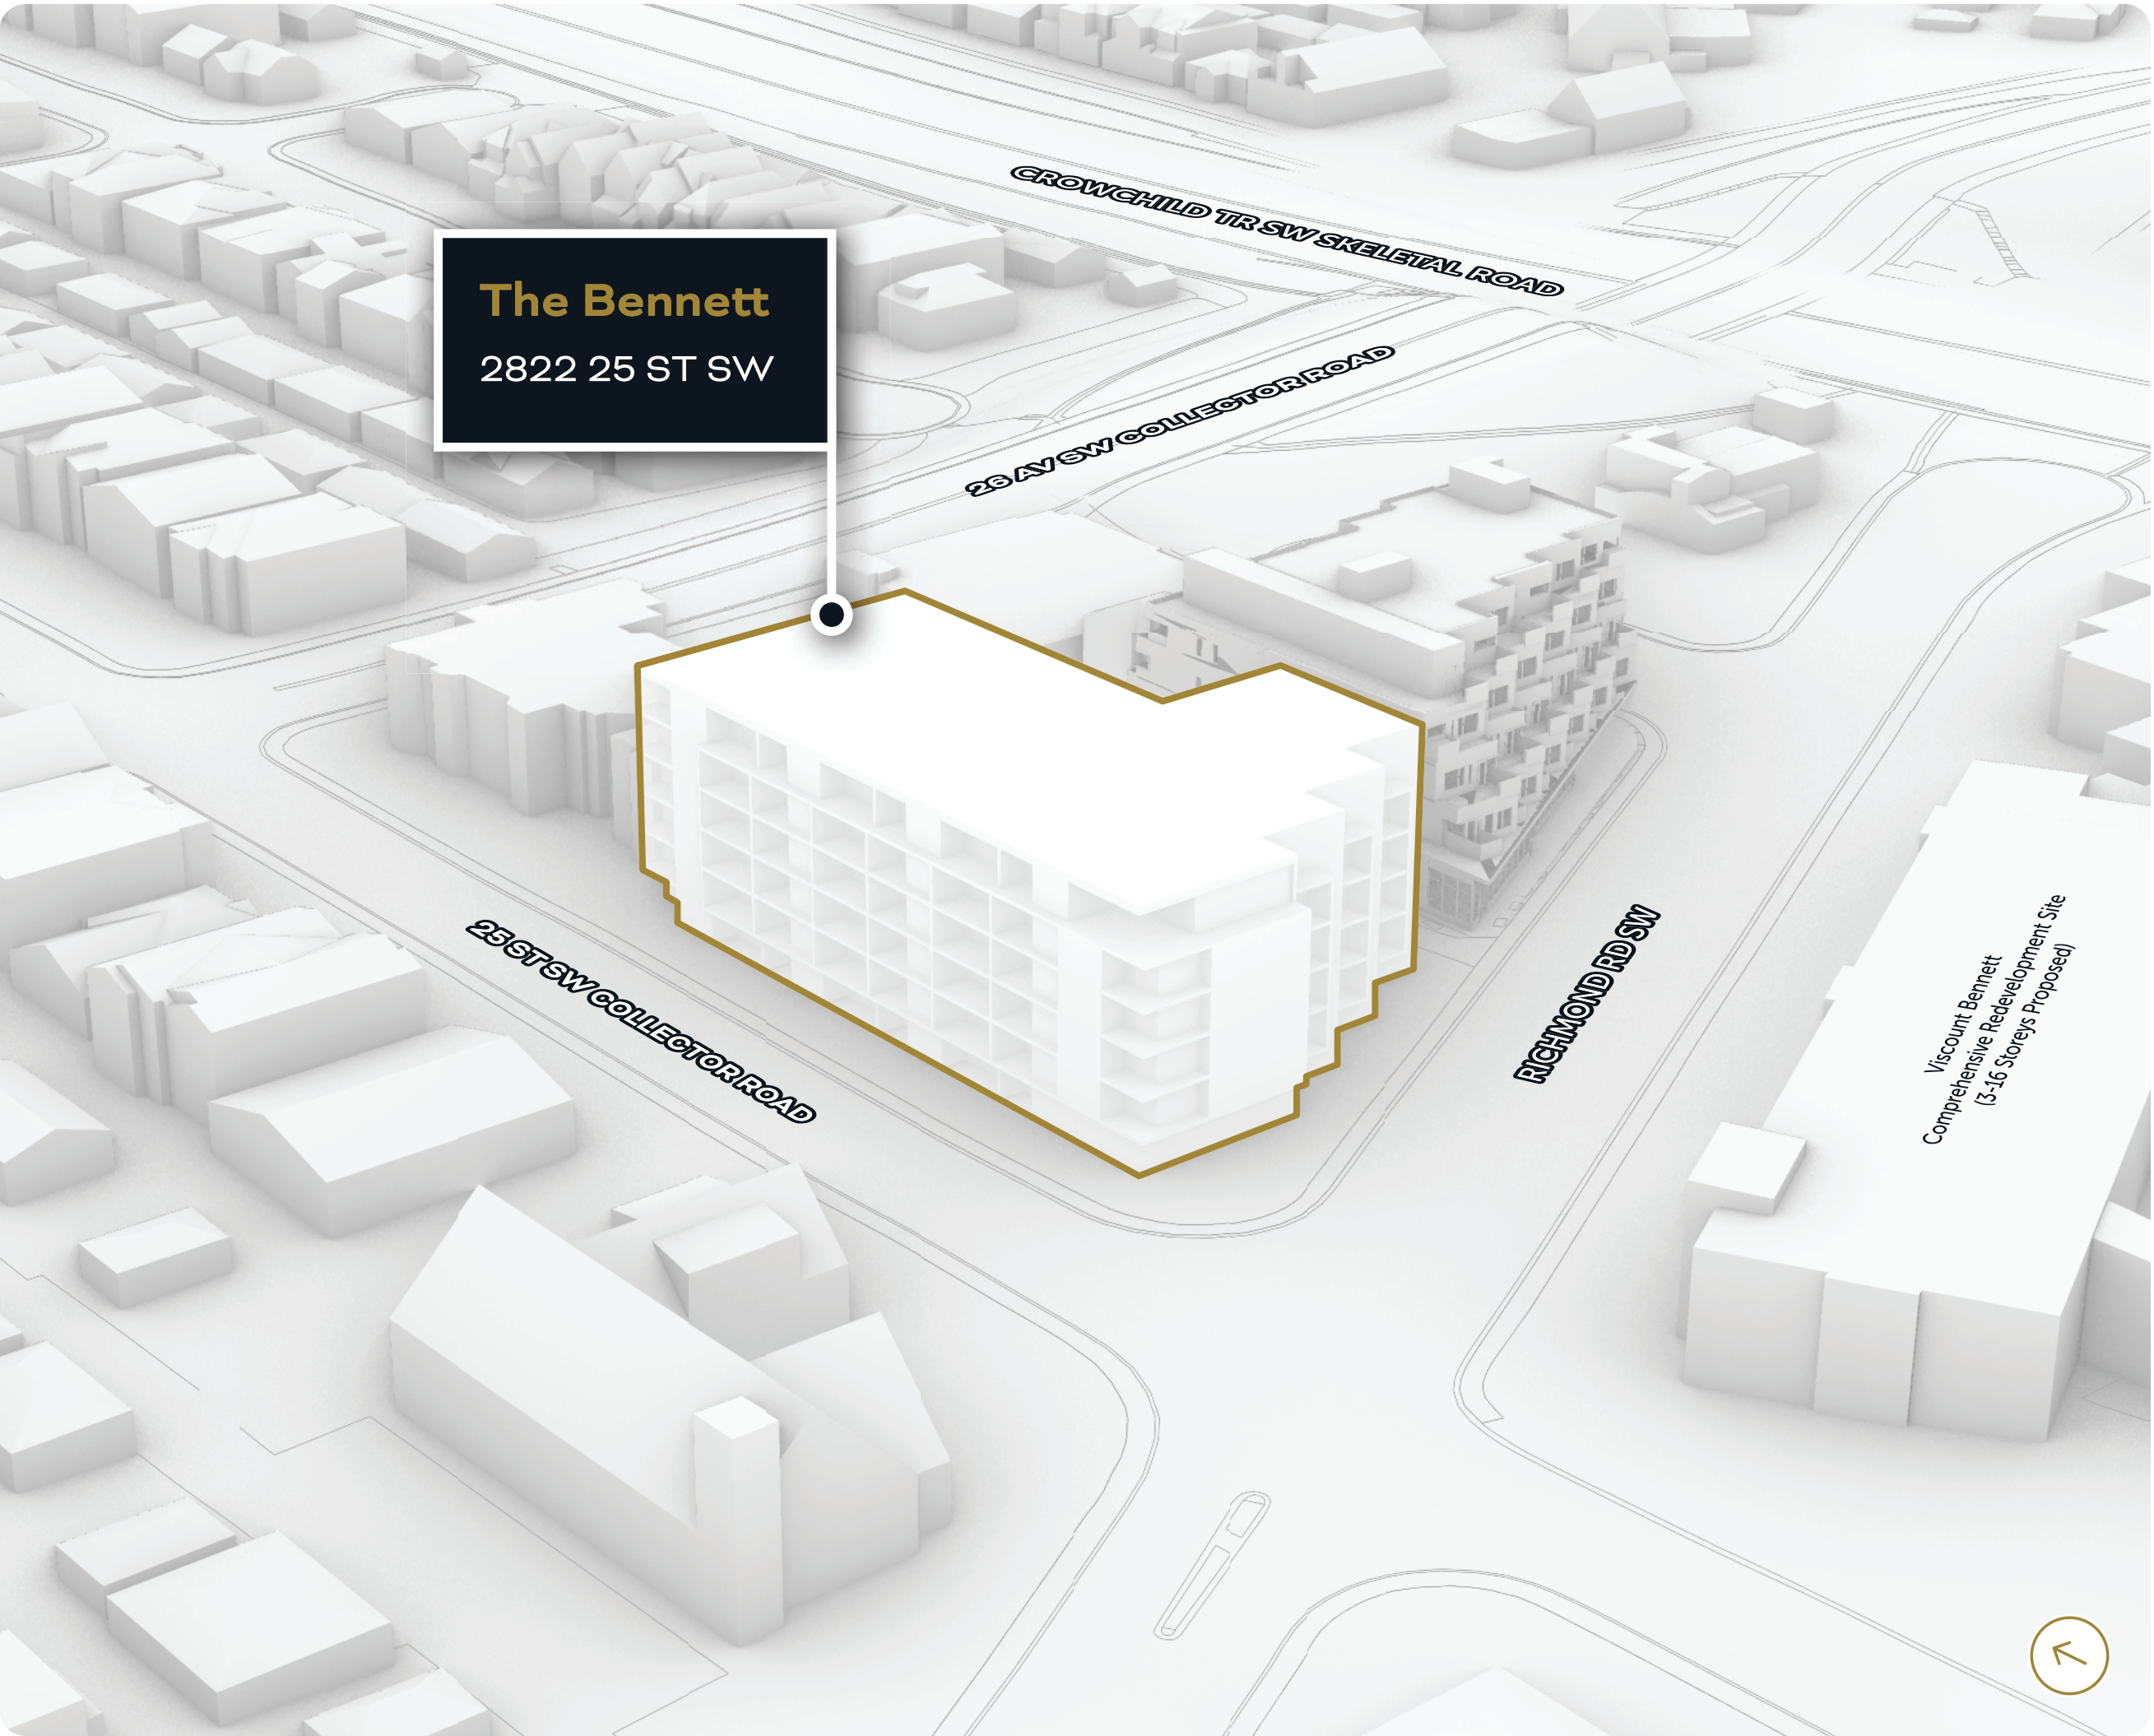 CROWCHILD TR SW SKELETAL ROAD
The Bennett
2822 25 ST SW
26 AV SW COLLECTOR ROAD
25 ST SW COLLECTOR ROAD
RICHMOND RD SW
Viscount Bennett
Comprehensive Redevelopment Site
(3-16 Storeys Proposed)